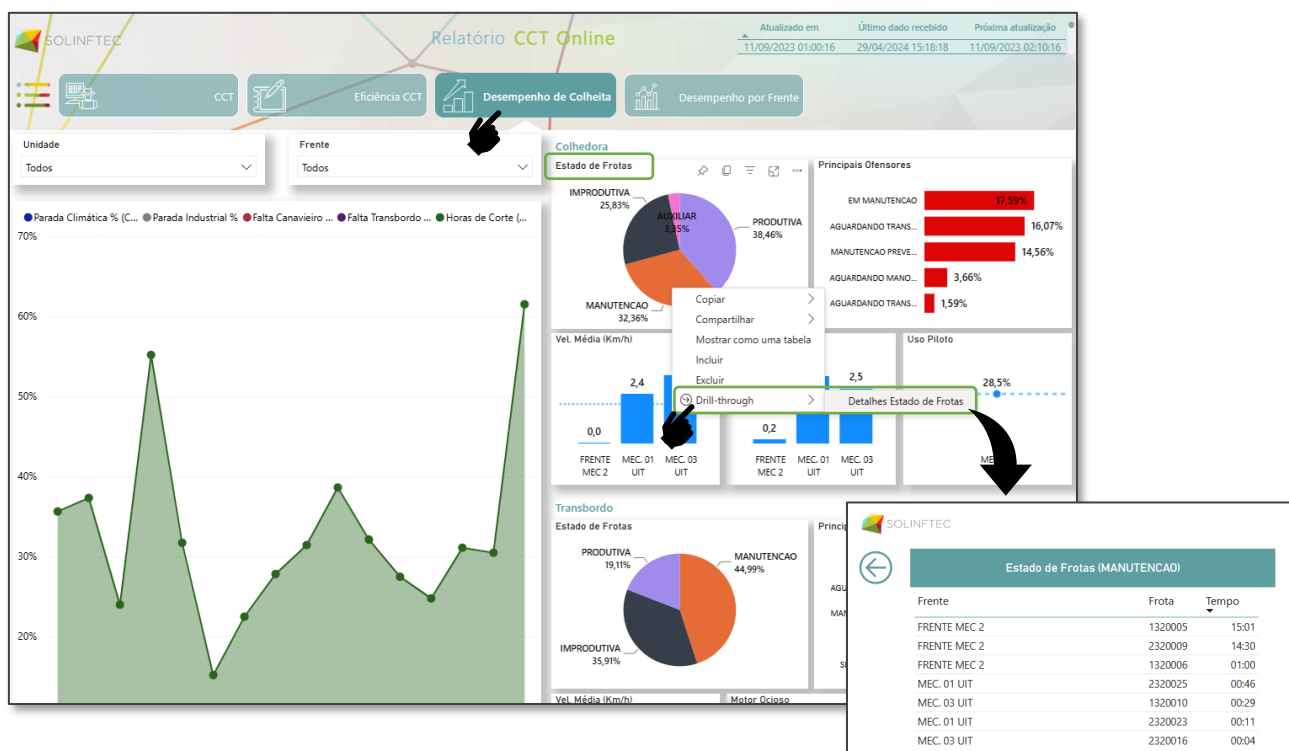 SOLINFTEC
Relatório CCT Online
Atualizado em Último dado recebido Próxima atualização
11/09/2023 01:00:16 29/04/2024 15:18:18 11/09/2023 02:10:16
CCT
Eficiência CCT
Desempenho de Colheita
Desempenho por Frente
Unidade
Todos
Frente
Todos
Parada Climática % (C... Parada Industrial % Falta Canavieiro ... Falta Transbordo ... Horas de Corte (...
70%
60%
50%
40%
30%
20%
Colhedora
Estado de Frotas
IMPRODUTIVA
25,83%
AUXILIAR
3,35%
PRODUTIVA
38,46%
MANUTENCAO
32,36%
Principais Ofensores
EM MANUTENCAO 17,59%
AGUARDANDO TRANS... 16,07%
MANUTENCAO PREVE... 14,56%
AGUARDANDO MANO... 3,66%
AGUARDANDO TRANS... 1,59%
Copiar
Compartilhar
Mostrar como uma tabela
Incluir
Excluir
Drill-through
Detalhes Estado de Frotas
Vel. Média (Km/h)
2,4
0,0
FRENTE MEC. 01 MEC. 03
MEC 2 UIT UIT
2,5
0,2
FRENTE MEC. 01 MEC. 03
MEC 2 UIT UIT
Uso Piloto
28,5%
Transbordo
Estado de Frotas
PRODUTIVA
19,11%
MANUTENCAO
44,99%
IMPRODUTIVA
35,91%
Vel. Média (Km/h)
Motor Ocioso
SOLINFTEC
Estado de Frotas (MANUTENCAO)
Frente Frota Tempo
FRENTE MEC 2 1320005 15:01
FRENTE MEC 2 2320009 14:30
FRENTE MEC 2 1320006 01:00
MEC. 01 UIT 2320025 00:46
MEC. 03 UIT 1320010 00:29
MEC. 01 UIT 2320023 00:11
MEC. 03 UIT 2320016 00:04